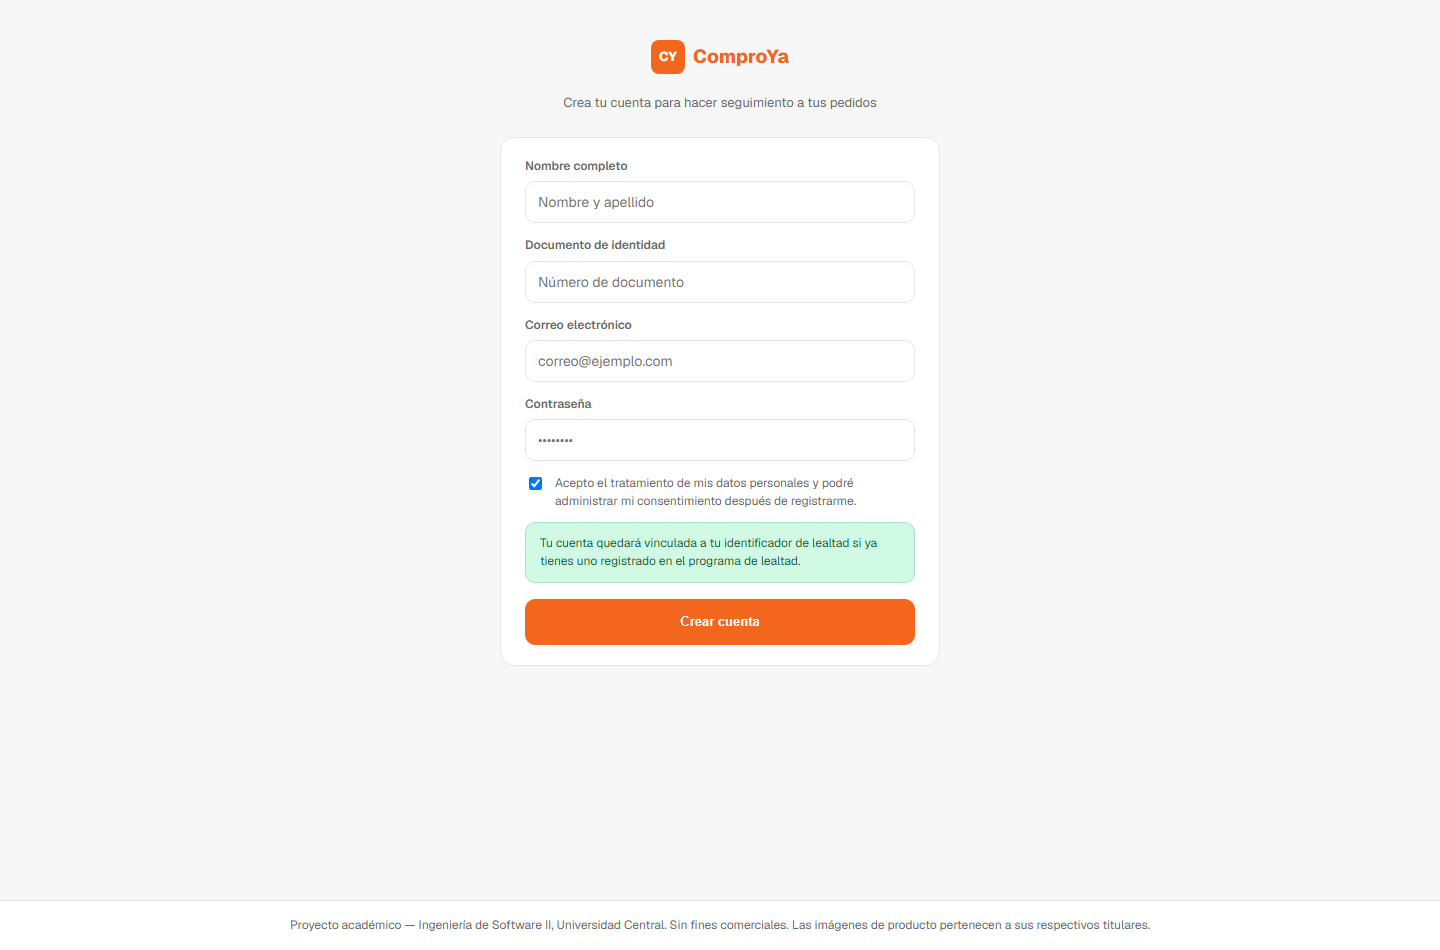 CY ComproYa
Crea tu cuenta para hacer seguimiento a tus pedidos
Nombre completo
Nombre y apellido
Documento de identidad
Número de documento
Correo electrónico
correo@ejemplo.com
Contraseña
••••••••
Acepto el tratamiento de mis datos personales y podré
administrar mi consentimiento después de registrarme.
Tu cuenta quedará vinculada a tu identificador de lealtad si ya
tienes uno registrado en el programa de lealtad.
Crear cuenta
Proyecto académico — Ingeniería de Software II, Universidad Central. Sin fines comerciales. Las imágenes de producto pertenecen a sus respectivos titulares.